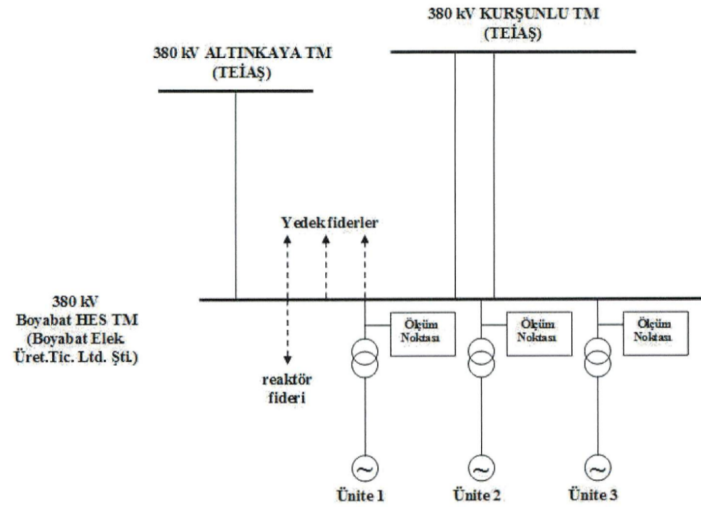 380 kV KURŞUNLU TM
(TEİAŞ)
380 kV ALTINKAYA TM
(TEİAŞ)
Yedek fiderler
380 kV
Boyabat HES TM
(Boyabat Elek.
Üret.Tic. Ltd. Şti.)
Ölçüm
Noktası
Ölçüm
Noktası
Ölçüm
Noktası
reaktör
fideri
Ünite 1
Ünite 2
Ünite 3